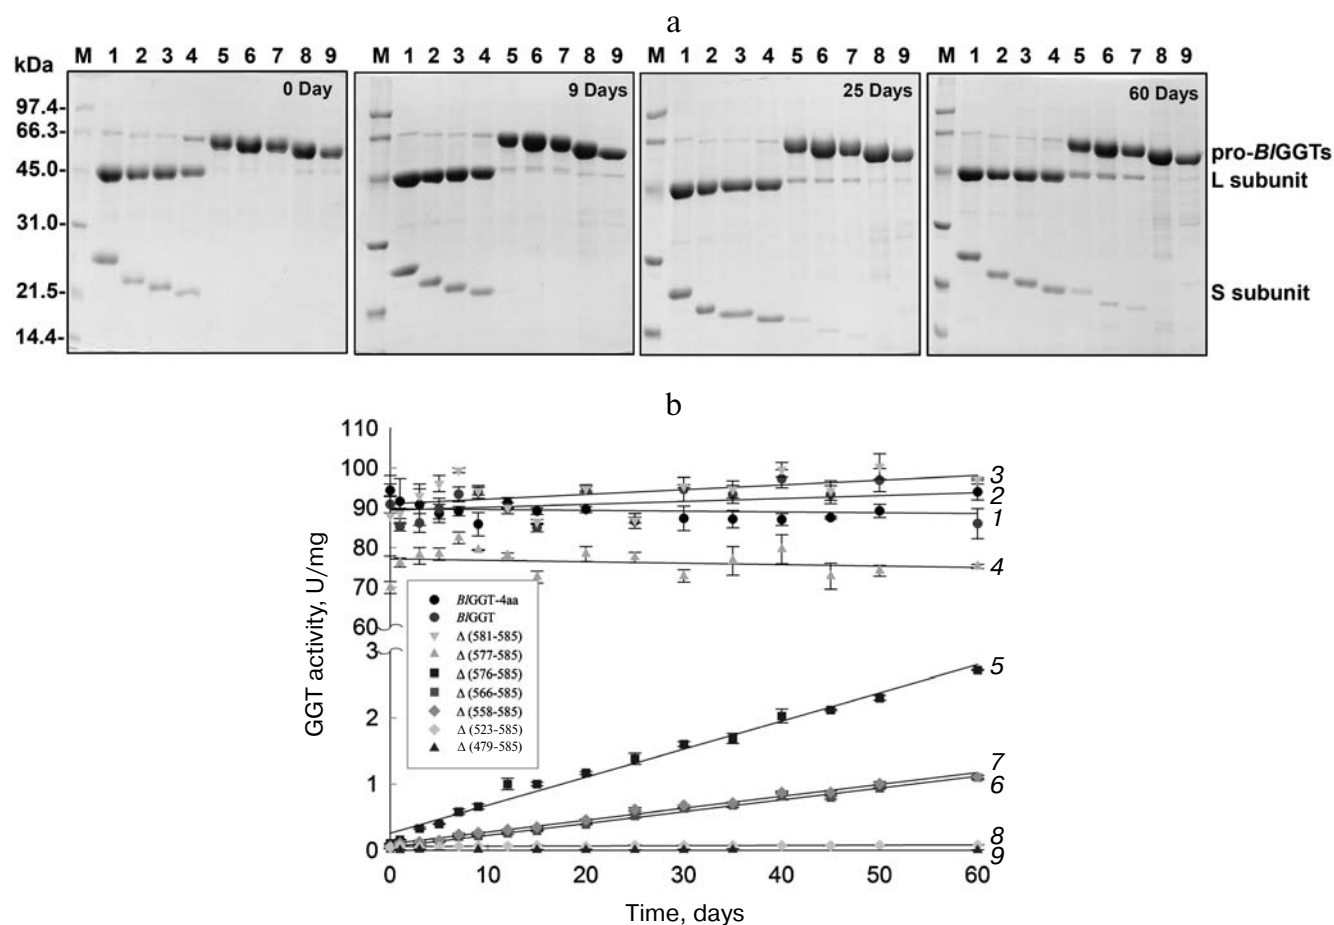 a
kDa
M 1 2 3 4 5 6 7 8 9
M 1 2 3 4 5 6 7 8 9
M 1 2 3 4 5 6 7 8 9
M 1 2 3 4 5 6 7 8 9
0 Day
9 Days
25 Days
60 Days
97.4-
66.3-
45.0-
31.0-
21.5-
14.4-
pro-BlGGTs
L subunit
S subunit
b
GGT activity, U/mg
110
100
90
80
70
60
3
2
1
0
BlGGT-4aa
BlGGT
Δ (581-585)
Δ (577-585)
Δ (576-585)
Δ (566-585)
Δ (558-585)
Δ (523-585)
Δ (479-585)
3
2
1
4
5
7
6
8
9
0 10 20 30 40 50 60
Time, days